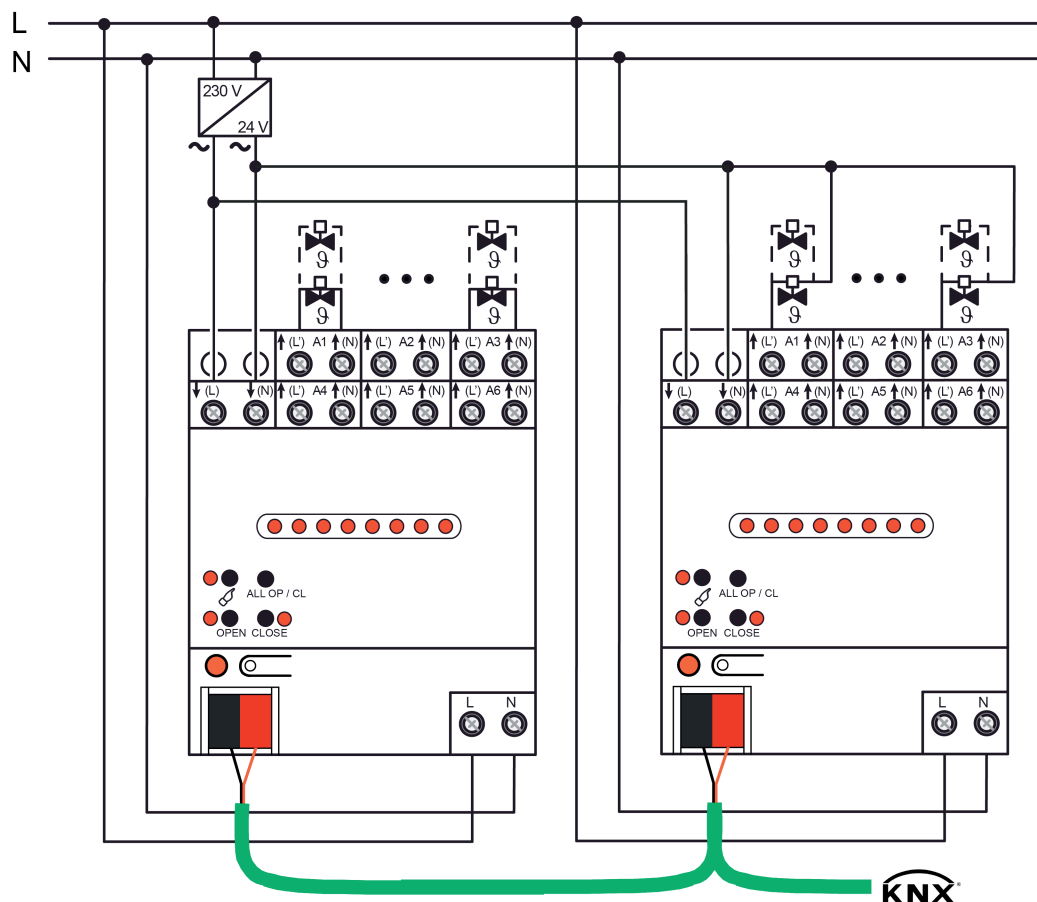 L
N
230 V
24 V
ϑ ϑ ϑ ϑ
ϑ ϑ ϑ ϑ
(L') A1 (N) (L') A2 (N) (L') A3 (N)
(L) (N) (L') A4 (N) (L') A5 (N) (L') A6 (N)
ALL OP / CL
OPEN CLOSE
L N
(L') A1 (N) (L') A2 (N) (L') A3 (N)
(L) (N) (L') A4 (N) (L') A5 (N) (L') A6 (N)
ALL OP / CL
OPEN CLOSE
L N
KNX®